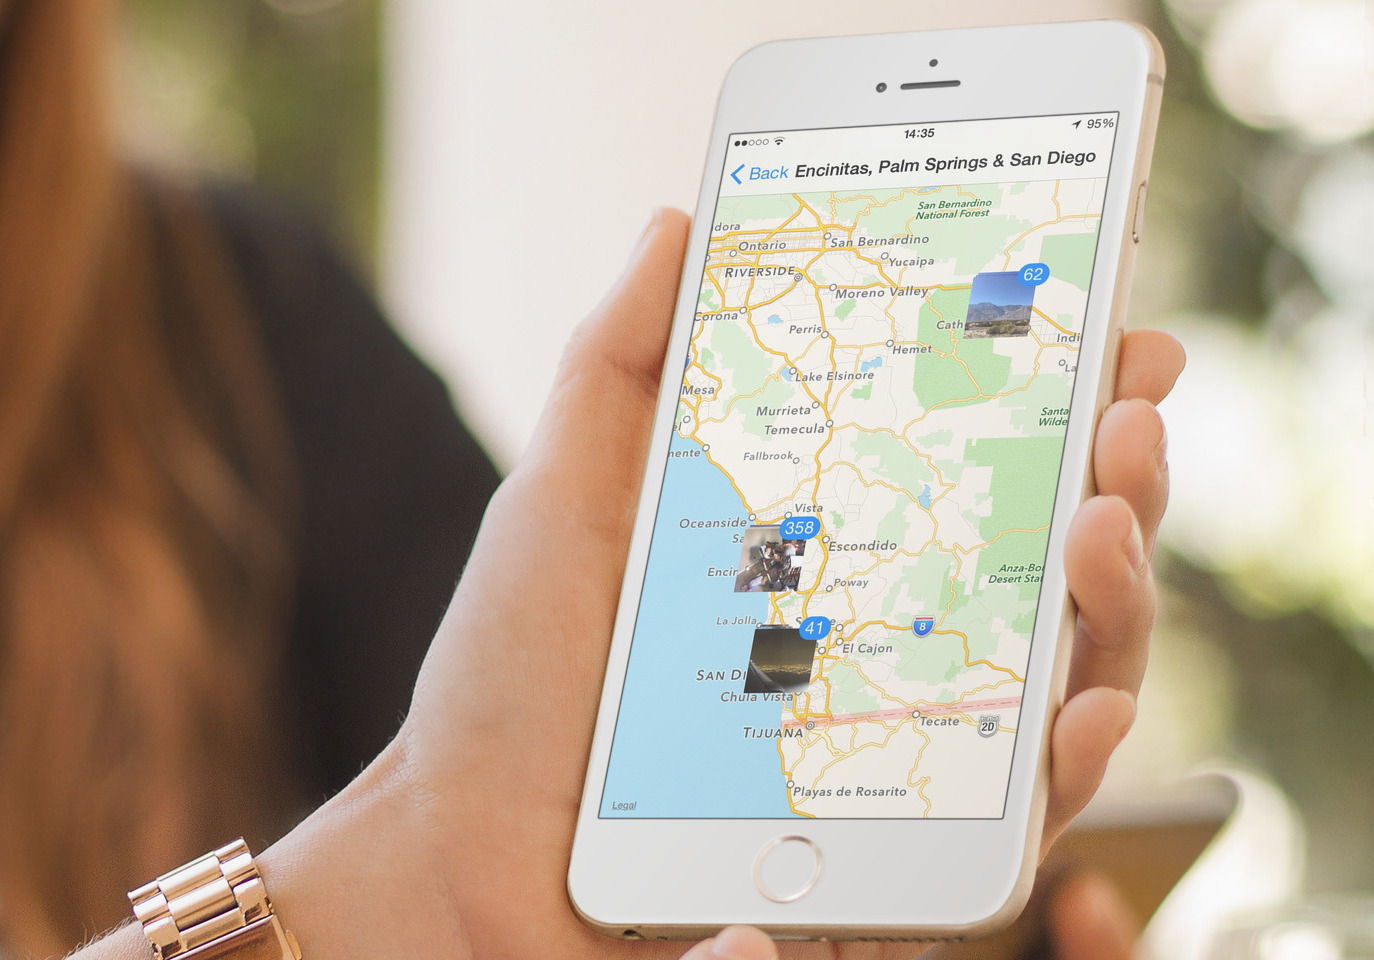 14:35
95%
Back
Encinitas, Palm Springs & San Diego
San Bernardino
National Forest
dora
Ontario
San Bernardino
Yucaipa
RIVERSIDE
62
Moreno Valley
Corona
Perris
Cath
Indi
Hemet
La
Lake Elsinore
Mesa
Murrieta
Santa
Wilde
el
Temecula
nente
Fallbrook
Vista
Oceanside
358
Sa
Escondido
Encir
Anza-Bo
Desert Stat
Poway
La Jolla
41
8
El Cajon
SAN DI
Chula Vista
Tecate
2D
TIJUANA
Playas de Rosarito
Legal